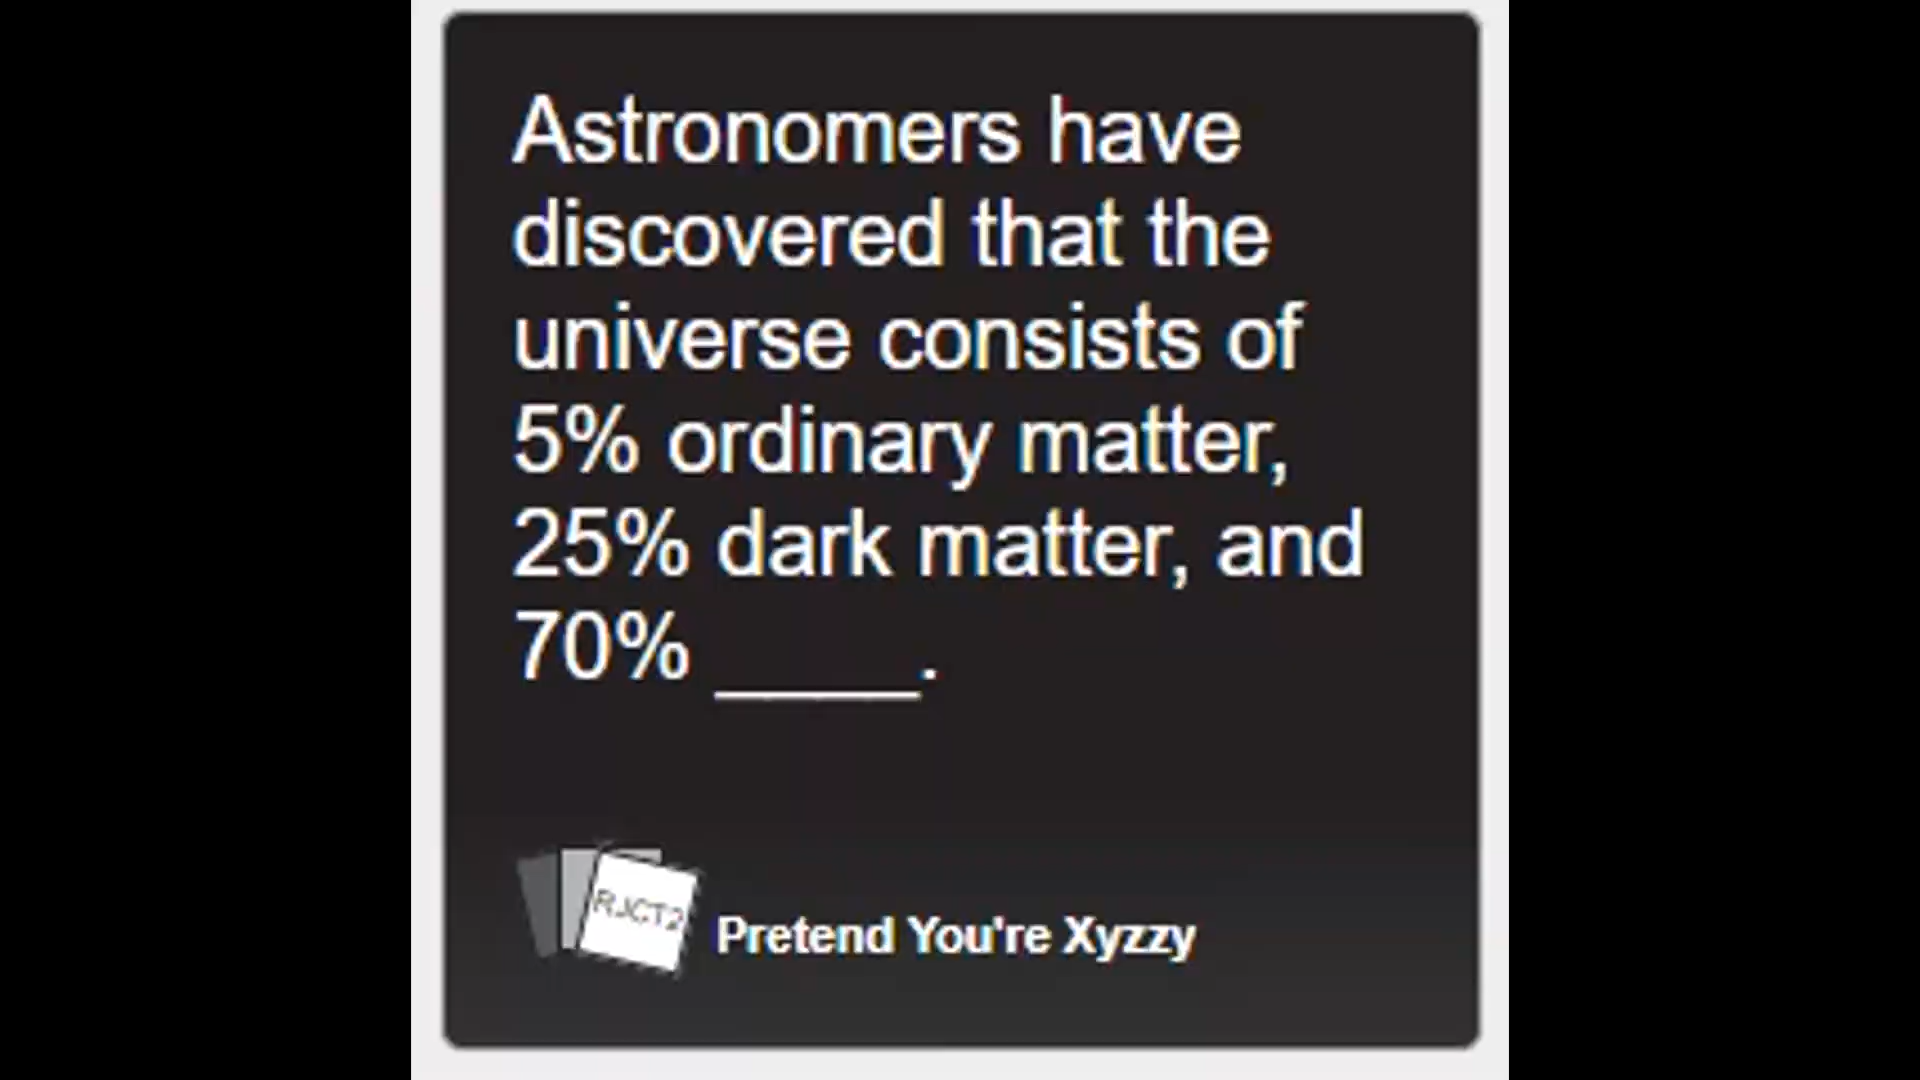 Astronomers have
discovered that the
universe consists of
5% ordinary matter,
25% dark matter, and
70% _____.
RJCT2
Pretend You're Xyzzy